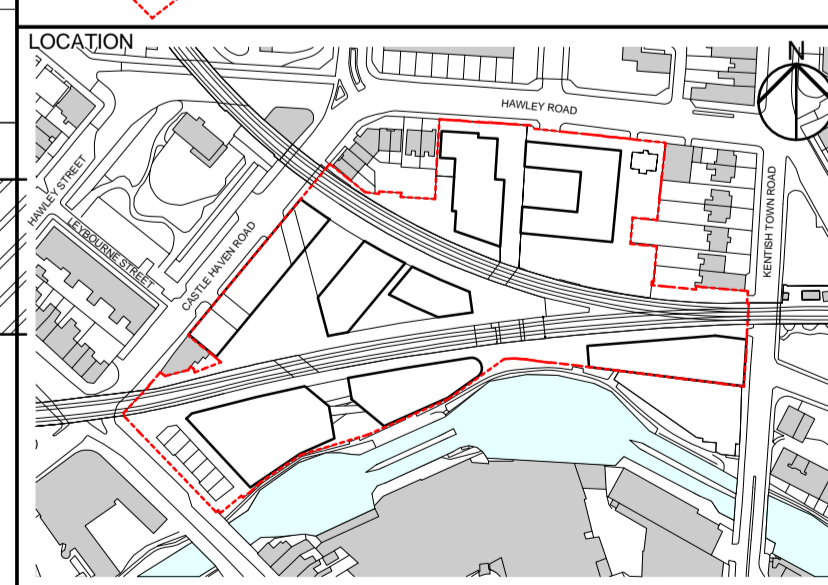 LOCATION
N
HAWLEY ROAD
HAWLEY STREET
LEYBOURNE STREET
CASTLE HAVEN ROAD
KENTISH TOWN ROAD